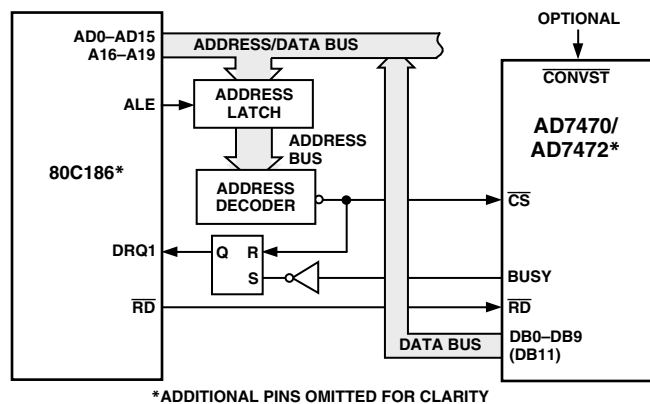 OPTIONAL
AD0–AD15
A16–A19
ADDRESS/DATA BUS
CONVST
ALE
ADDRESS
LATCH
AD7470/
AD7472*
ADDRESS
BUS
80C186*
ADDRESS
DECODER
CS
DRQ1
Q
R
S
BUSY
RD
RD
DATA BUS
DB0–DB9
(DB11)
*ADDITIONAL PINS OMITTED FOR CLARITY